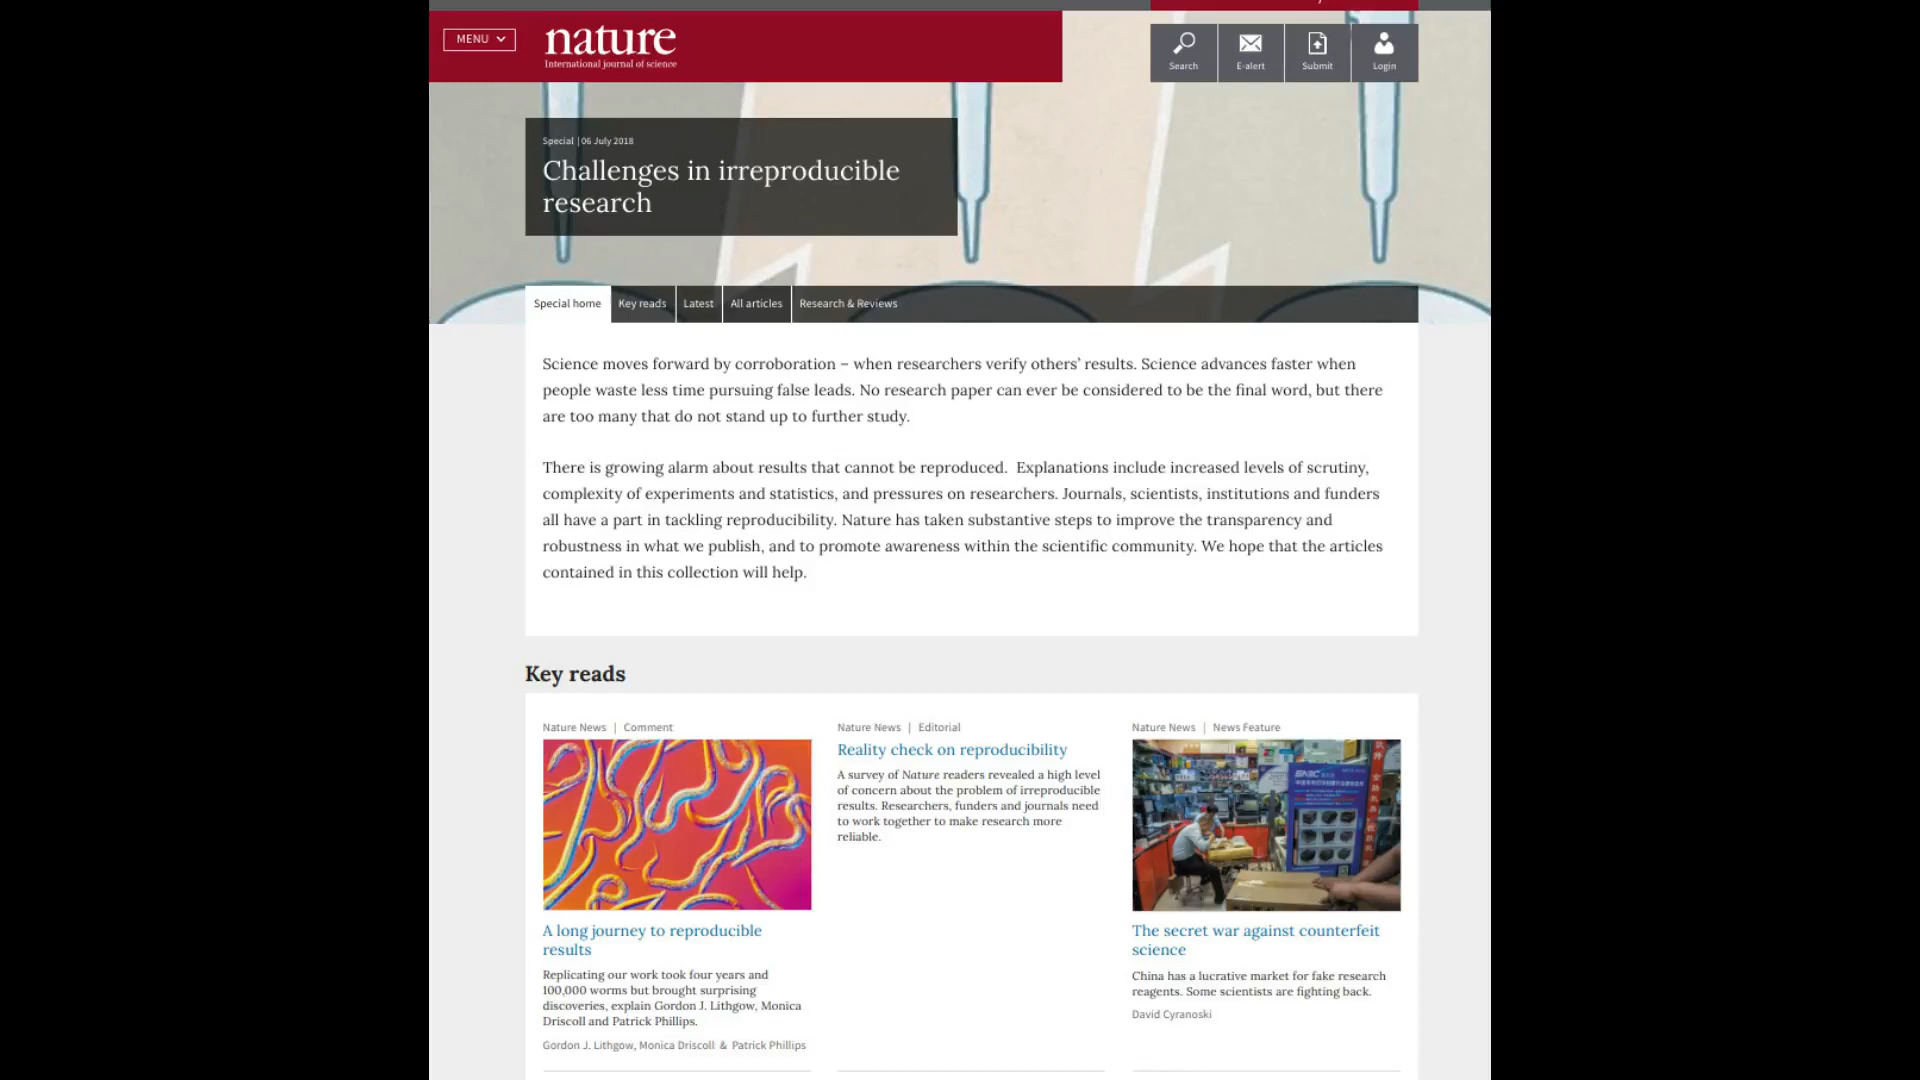 MENU
nature
International journal of science
Search
E-alert
Submit
Login
Special | 06 July 2018
Challenges in irreproducible
research
Special home
Key reads
Latest
All articles
Research & Reviews
Science moves forward by corroboration – when researchers verify others’ results. Science advances faster when
people waste less time pursuing false leads. No research paper can ever be considered to be the final word, but there
are too many that do not stand up to further study.
There is growing alarm about results that cannot be reproduced. Explanations include increased levels of scrutiny,
complexity of experiments and statistics, and pressures on researchers. Journals, scientists, institutions and funders
all have a part in tackling reproducibility. Nature has taken substantive steps to improve the transparency and
robustness in what we publish, and to promote awareness within the scientific community. We hope that the articles
contained in this collection will help.
Key reads
Nature News | Comment
A long journey to reproducible
results
Replicating our work took four years and
100,000 worms but brought surprising
discoveries, explain Gordon J. Lithgow, Monica
Driscoll and Patrick Phillips.
Gordon J. Lithgow, Monica Driscoll & Patrick Phillips
Nature News | Editorial
Reality check on reproducibility
A survey of Nature readers revealed a high level
of concern about the problem of irreproducible
results. Researchers, funders and journals need
to work together to make research more
reliable.
Nature News | News Feature
The secret war against counterfeit
science
China has a lucrative market for fake research
reagents. Some scientists are fighting back.
David Cyranoski